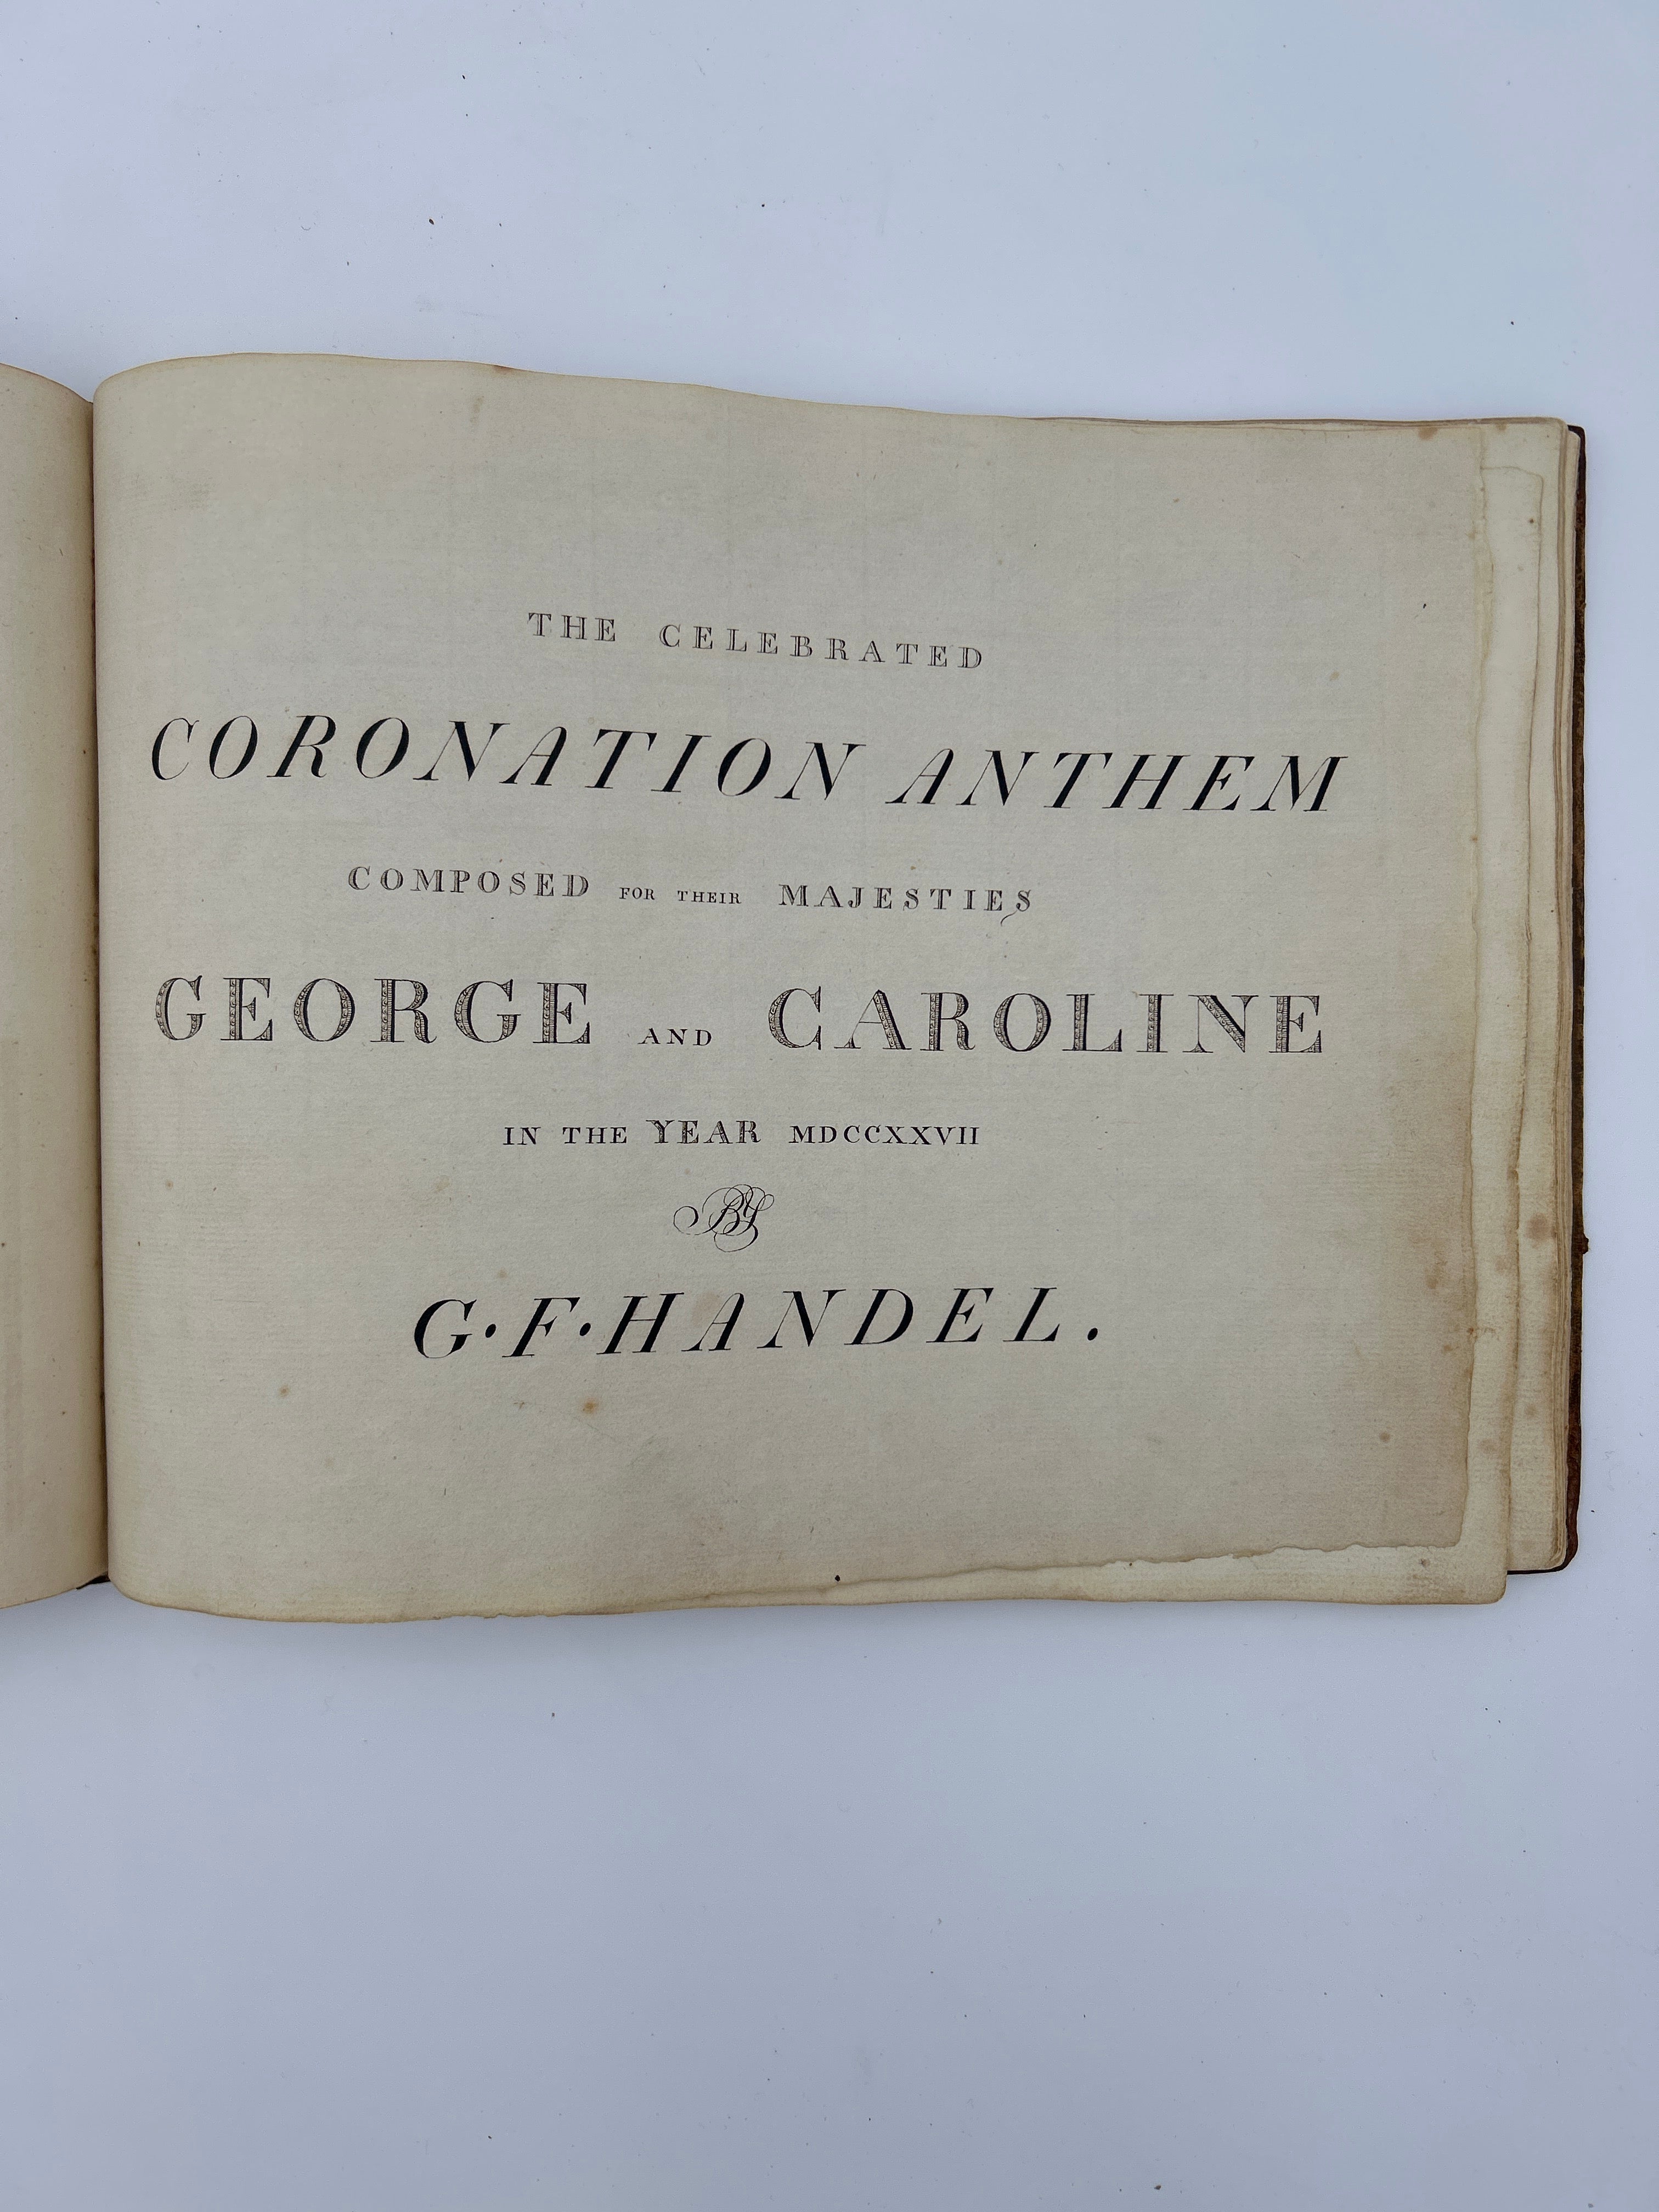 THE CELEBRATED
CORONATION ANTHEM
COMPOSED FOR THEIR MAJESTIES
GEORGE AND CAROLINE
IN THE YEAR MDCCXXVII
BY
G·F·HANDEL.